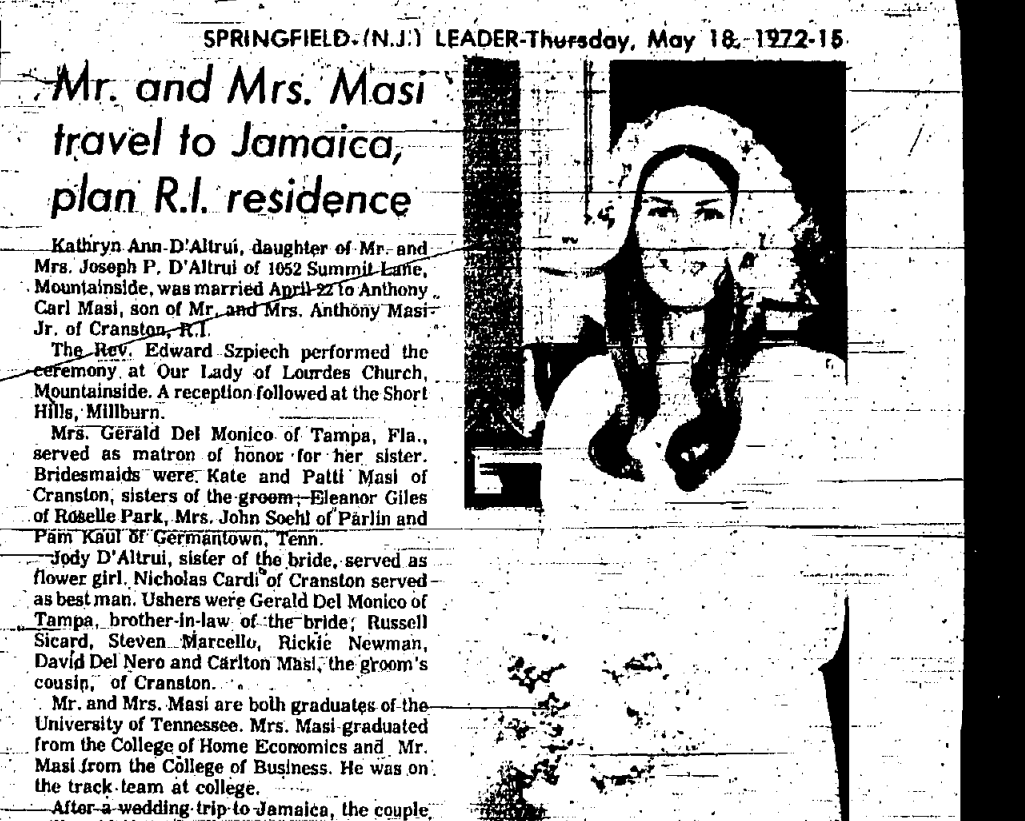 SPRINGFIELD (N.J.) LEADER-Thursday, May 18, 1972-15
Mr. and Mrs. Masi
travel to Jamaica,
plan R.I. residence
Kathryn Ann D'Altrui, daughter of Mr. and
Mrs. Joseph P. D'Altrui of 1052 Summit Lane,
Mountainside, was married April 22 to Anthony
Carl Masi, son of Mr. and Mrs. Anthony Masi
Jr. of Cranston, R.I.
The Rev. Edward Szpiech performed the
ceremony at Our Lady of Lourdes Church,
Mountainside. A reception followed at the Short
Hills, Millburn.
Mrs. Gerald Del Monico of Tampa, Fla.,
served as matron of honor for her sister.
Bridesmaids were Kate and Patti Masi of
Cranston, sisters of the groom; Eleanor Giles
of Roselle Park, Mrs. John Soehl of Parlin and
Pam Kaul of Germantown, Tenn.
Jody D'Altrui, sister of the bride, served as
flower girl. Nicholas Cardi of Cranston served
as best man. Ushers were Gerald Del Monico of
Tampa, brother-in-law of the bride; Russell
Sicard, Steven Marcello, Rickie Newman,
David Del Nero and Carlton Masi, the groom's
cousin, of Cranston.
Mr. and Mrs. Masi are both graduates of the
University of Tennessee. Mrs. Masi graduated
from the College of Home Economics and Mr.
Masi from the College of Business. He was on
the track team at college.
After a wedding trip to Jamaica, the couple